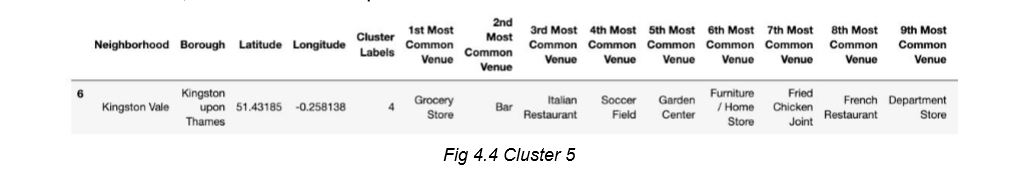 Neighborhood Borough Latitude Longitude Cluster Labels 1st Most Common Venue 2nd Most Common Venue 3rd Most Common Venue 4th Most Common Venue 5th Most Common Venue 6th Most Common Venue 7th Most Common Venue 8th Most Common Venue 9th Most Common Venue
6 Kingston Vale Kingston upon Thames 51.43185 -0.258138 4 Grocery Store Bar Italian Restaurant Soccer Field Garden Center Furniture / Home Store Fried Chicken Joint French Restaurant Department Store
Fig 4.4 Cluster 5